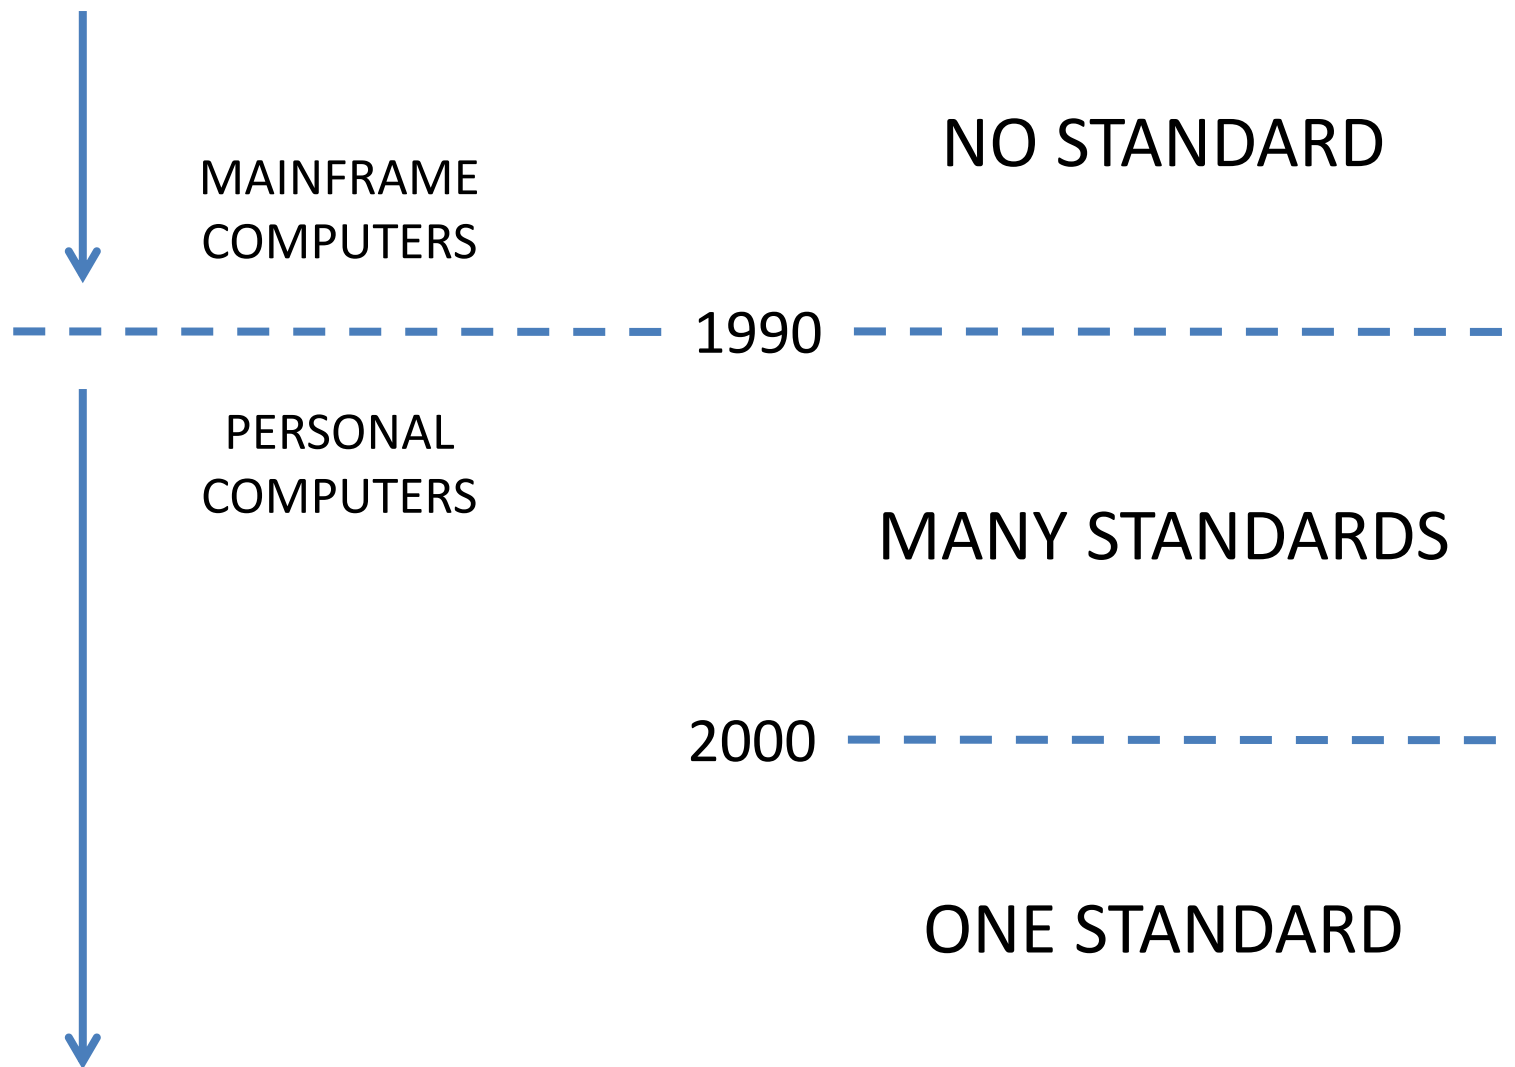 NO STANDARD
MAINFRAME
COMPUTERS
1990
PERSONAL
COMPUTERS
MANY STANDARDS
2000
ONE STANDARD